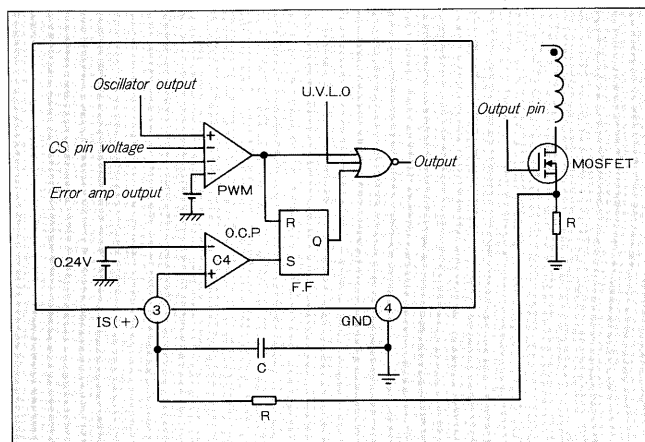 Oscillator output
U.V.L.O
Output pin
CS pin voltage
+
−
−
−
Output
MOSFET
Error amp output
PWM
R
O.C.P
R
Q
0.24V
−
C4
+
S
F.F
3
4
IS(+)
GND
C
R